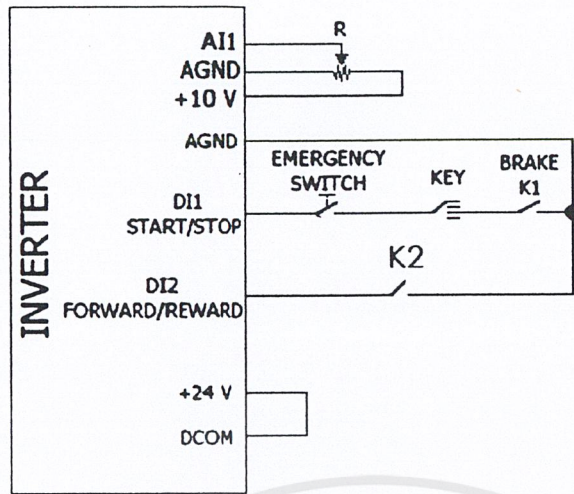 R
AI1
AGND
+10 V
AGND
EMERGENCY
SWITCH
KEY
BRAKE
K1
DI1
START/STOP
K2
DI2
FORWARD/REWARD
+24 V
DCOM
INVERTER